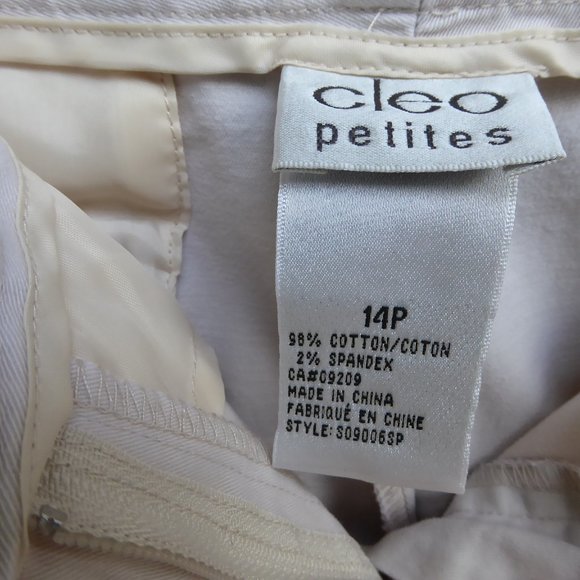 cleo
petites
14P
98% COTTON/COTON
2% SPANDEX
CA#09209
MADE IN CHINA
FABRIQUÉ EN CHINE
STYLE: S09006SP